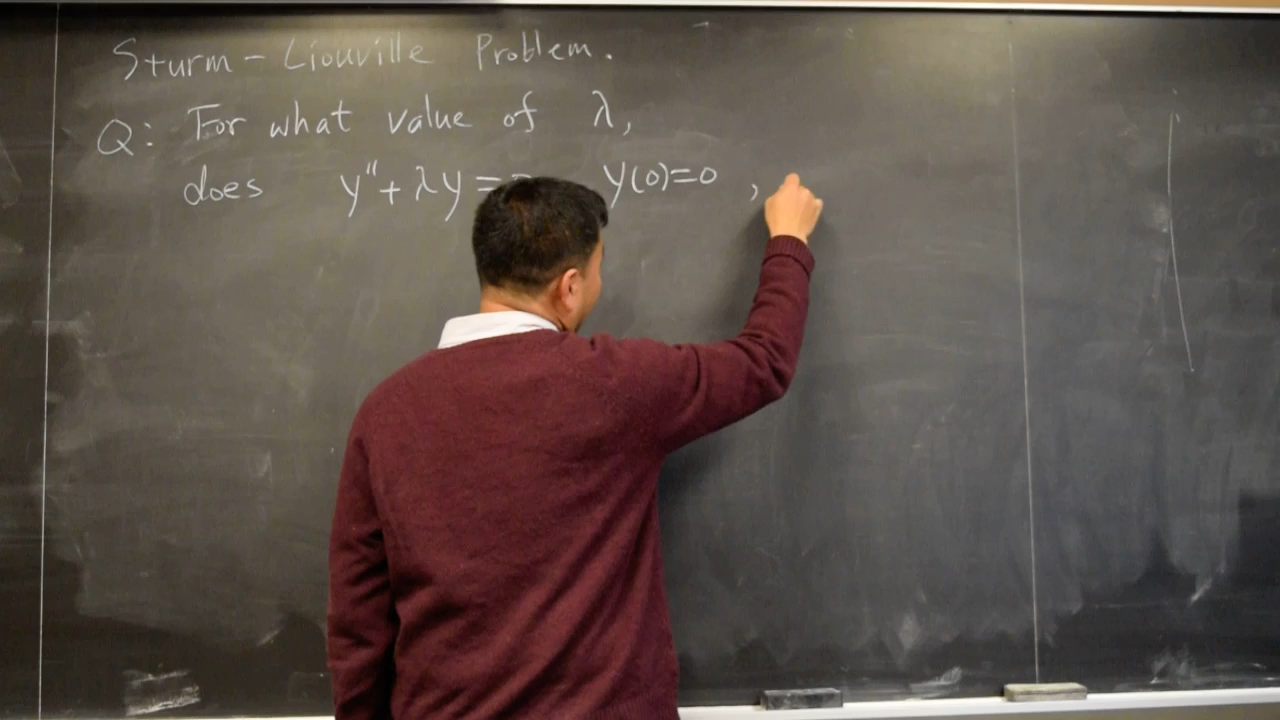 Sturm-Liouville Problem.
Q: For what value of λ,
does y''+λy= y(0)=0 ,